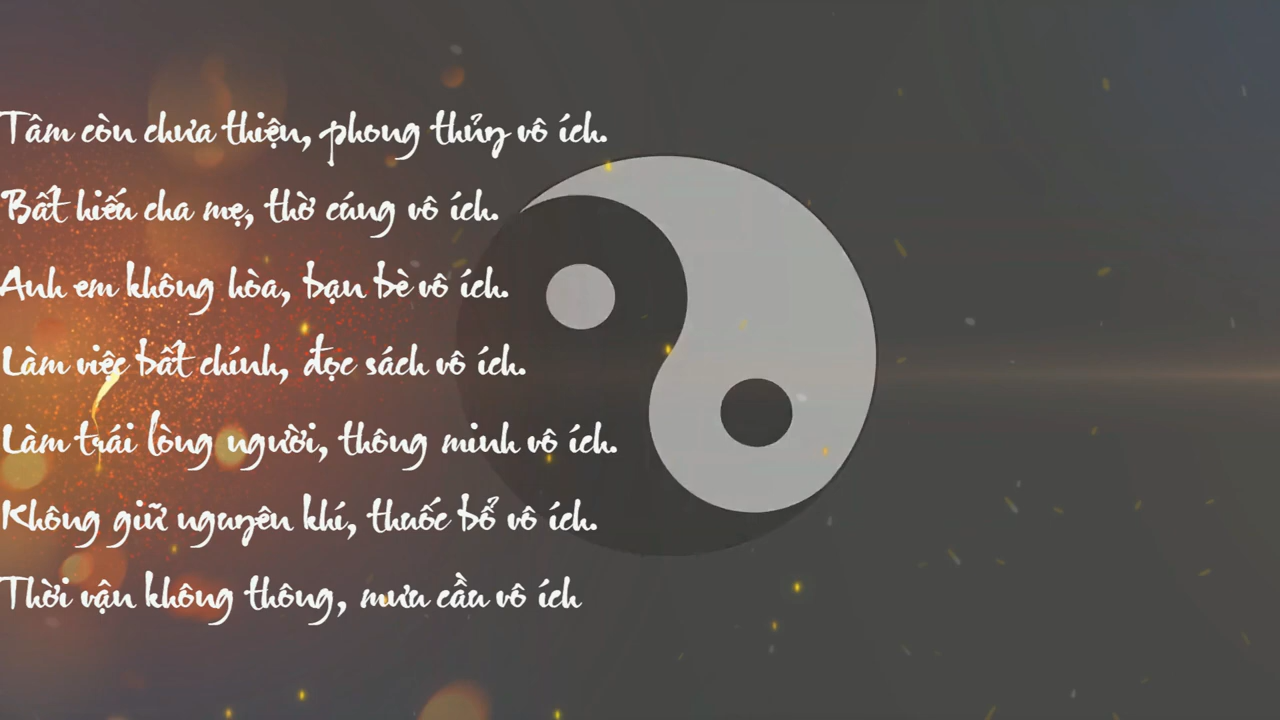 Tâm còn chưa thiện, phong thủy vô ích.
Bất hiếu cha mẹ, thờ cúng vô ích.
Anh em không hòa, bạn bè vô ích.
Làm việc bất chính, đọc sách vô ích.
Làm trái lòng người, thông minh vô ích.
Không giữ nguyên khí, thuốc bổ vô ích.
Thời vận không thông, mưu cầu vô ích